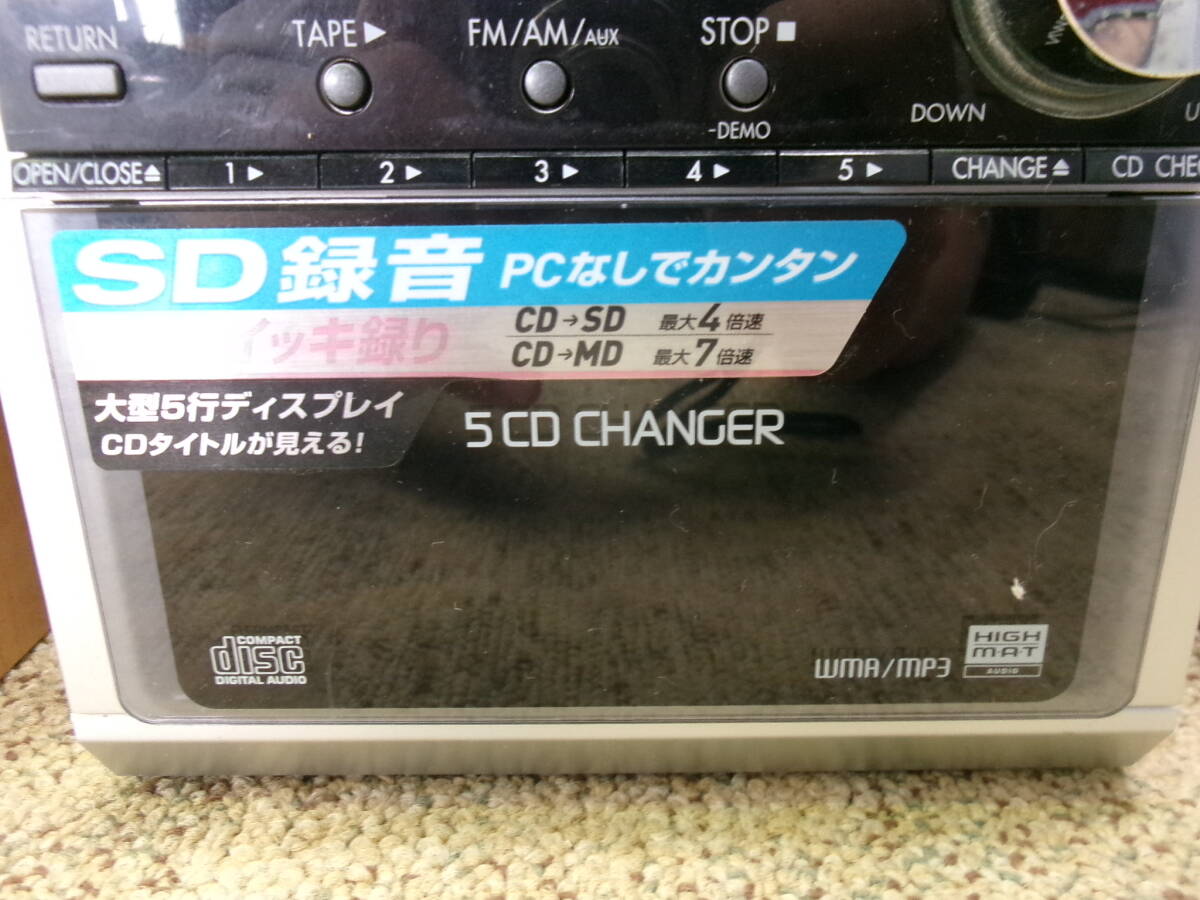 RETURN TAPE▶ FM/AM/AUX STOP■
-DEMO
DOWN
OPEN/CLOSE⏏ 1▶ 2▶ 3▶ 4▶ 5▶ CHANGE⏏ CD
SD録音 PCなしでカンタン
イッキ録り CD→SD 最大4倍速
CD→MD 最大7倍速
大型5行ディスプレイ
CDタイトルが見える!
5 CD CHANGER
COMPACT
disc
DIGITAL AUDIO
WMA/MP3
HIGH
M・A・T
AUDIO